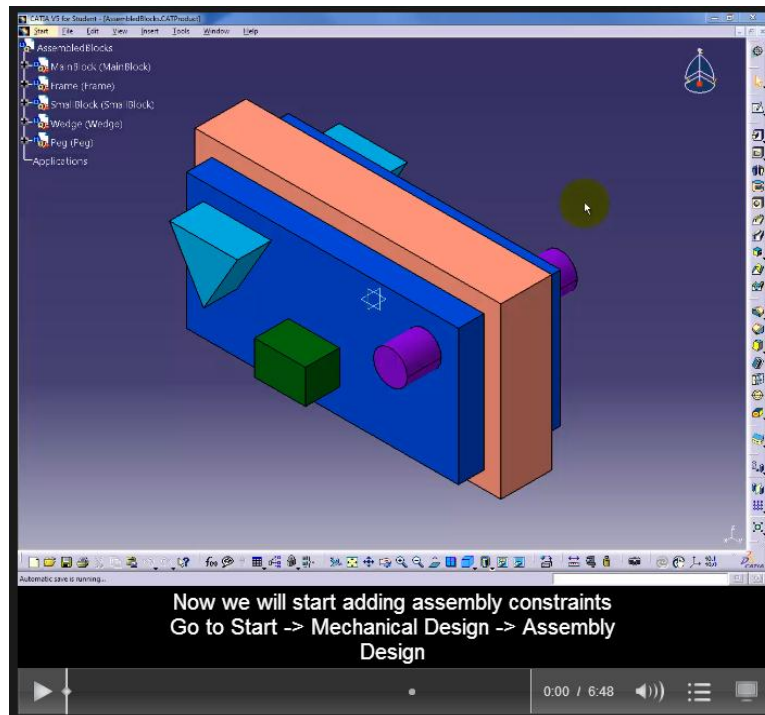 CATIA V5 for Student - [AssembledBlocks.CATProduct]
Start File Edit View Insert Tools Window Help
AssembledBlocks
MainBlock (MainBlock)
Frame (Frame)
SmallBlock (SmallBlock)
Wedge (Wedge)
Peg (Peg)
Applications
Automatic save is running...
Now we will start adding assembly constraints
Go to Start -> Mechanical Design -> Assembly
Design
0:00 / 6:48